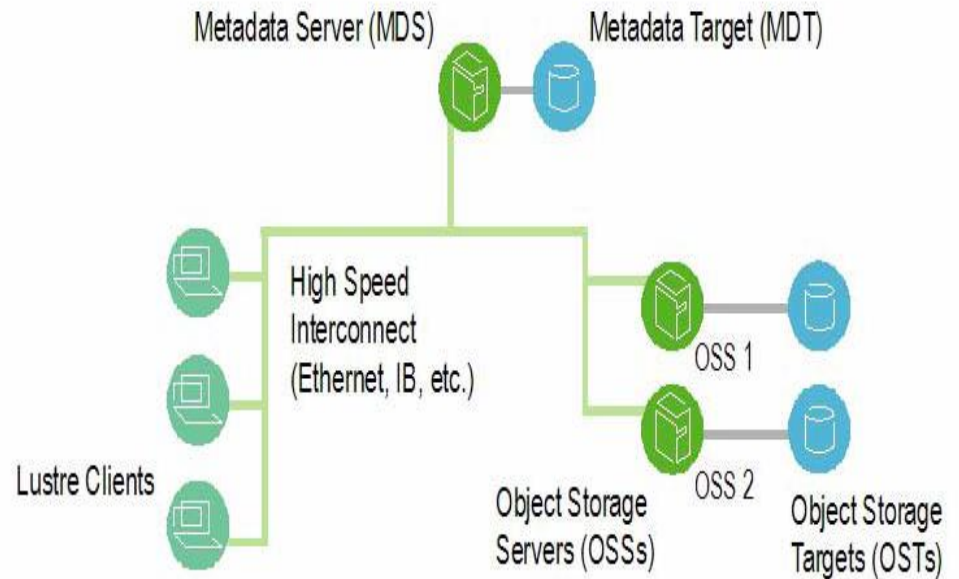 Metadata Server (MDS)
Metadata Target (MDT)
High Speed
Interconnect
(Ethernet, IB, etc.)
OSS 1
Lustre Clients
OSS 2
Object Storage
Servers (OSSs)
Object Storage
Targets (OSTs)